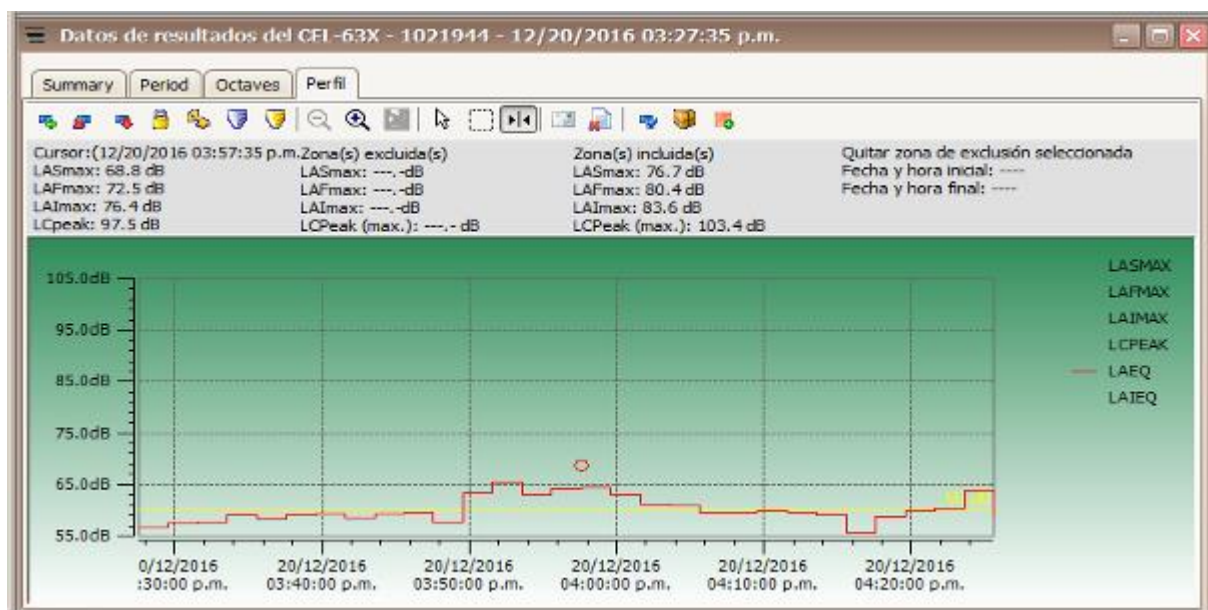 Datos de resultados del CEL-63X - 1021944 - 12/20/2016 03:27:35 p.m.
Summary Period Octaves Perfil
Cursor:(12/20/2016 03:57:35 p.m. Zona(s) excluida(s) Zona(s) incluida(s) Quitar zona de exclusión seleccionada
LASmax: 68.8 dB LASmax: ---.-dB LASmax: 76.7 dB Fecha y hora inicial: ----
LAFmax: 72.5 dB LAFmax: ---.-dB LAFmax: 80.4 dB Fecha y hora final: ----
LAImax: 76.4 dB LAImax: ---.-dB LAImax: 83.6 dB
LCpeak: 97.5 dB LCPeak (max.): ---.- dB LCPeak (max.): 103.4 dB
105.0dB
95.0dB
85.0dB
75.0dB
65.0dB
55.0dB
LASMAX
LAFMAX
LAIMAX
LCPEAK
LAEQ
LAIEQ
0/12/2016 20/12/2016 20/12/2016 20/12/2016 20/12/2016 20/12/2016
:30:00 p.m. 03:40:00 p.m. 03:50:00 p.m. 04:00:00 p.m. 04:10:00 p.m. 04:20:00 p.m.